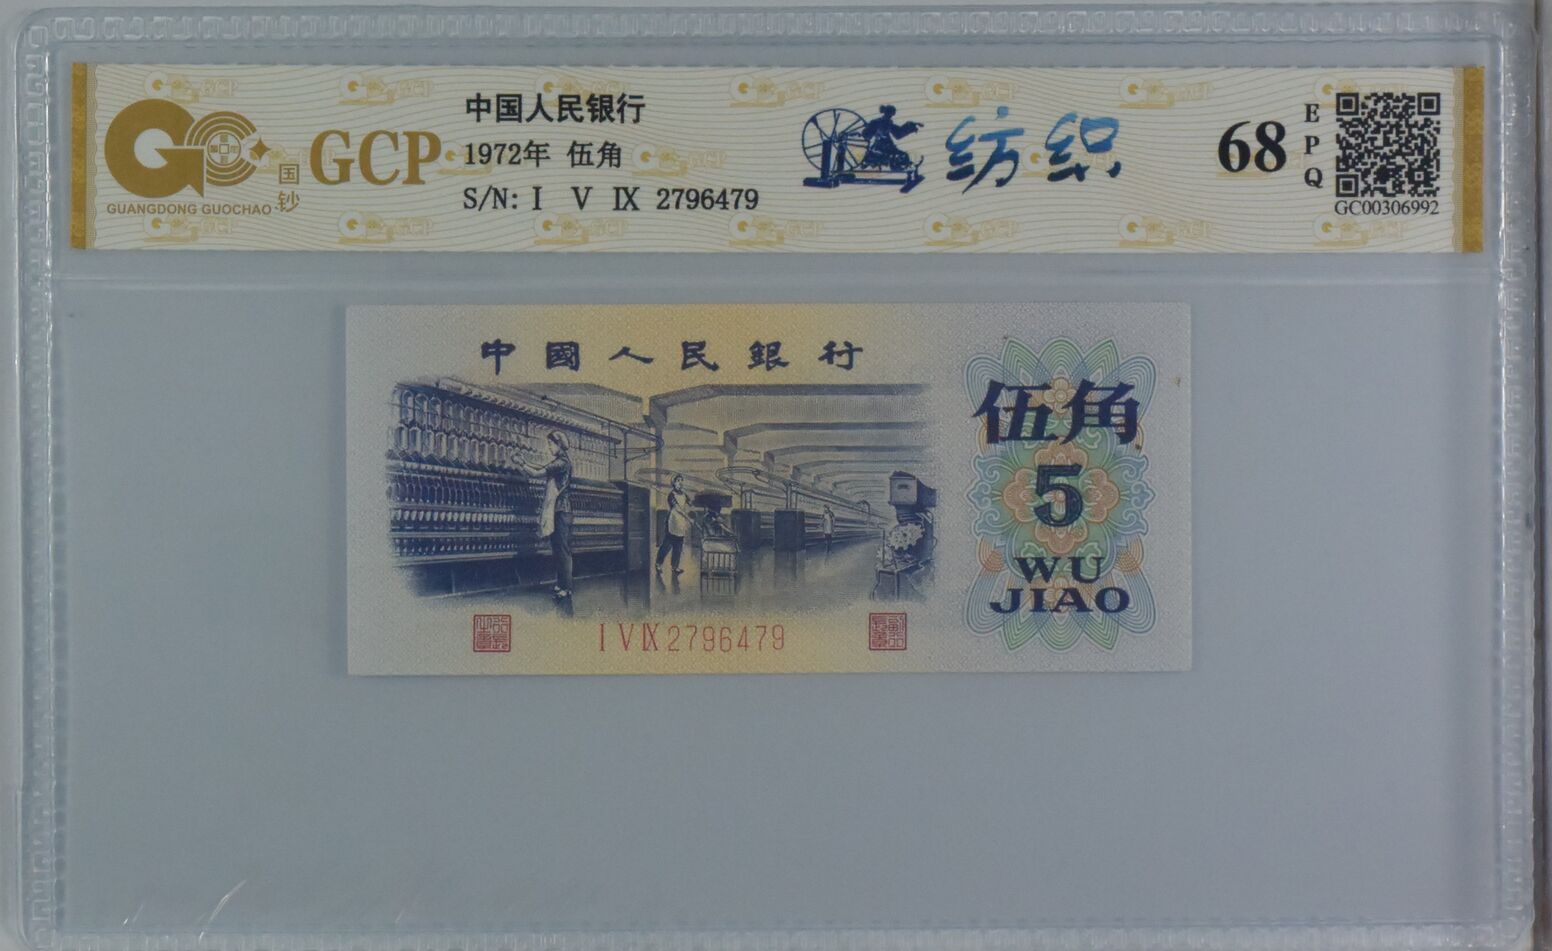 GCP
国钞
GUANGDONG GUOCHAO
中国人民银行
1972年 伍角
S/N: I V IX 2796479
纺织
68
EPQ
GC00306992
中國人民銀行
伍角
5
WU
JIAO
I V IX 2796479